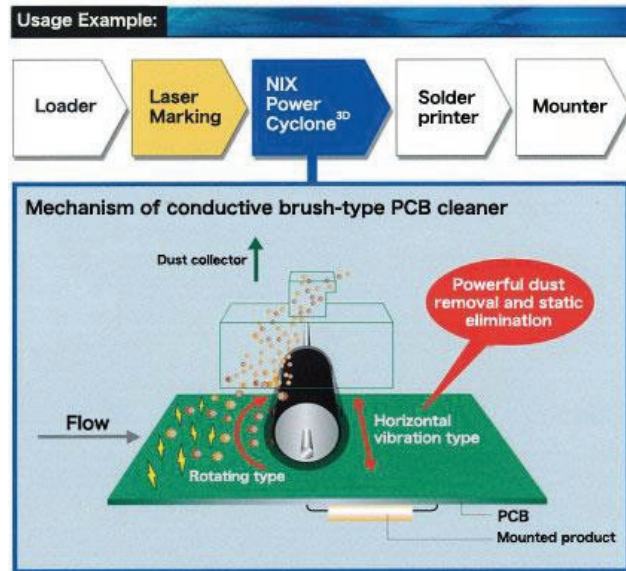 Usage Example:
Loader
Laser
Marking
NIX
Power
Cyclone3D
Solder
printer
Mounter
Mechanism of conductive brush-type PCB cleaner
Dust collector
Powerful dust
removal and static
elimination
Flow
Horizontal
vibration type
Rotating type
PCB
Mounted product